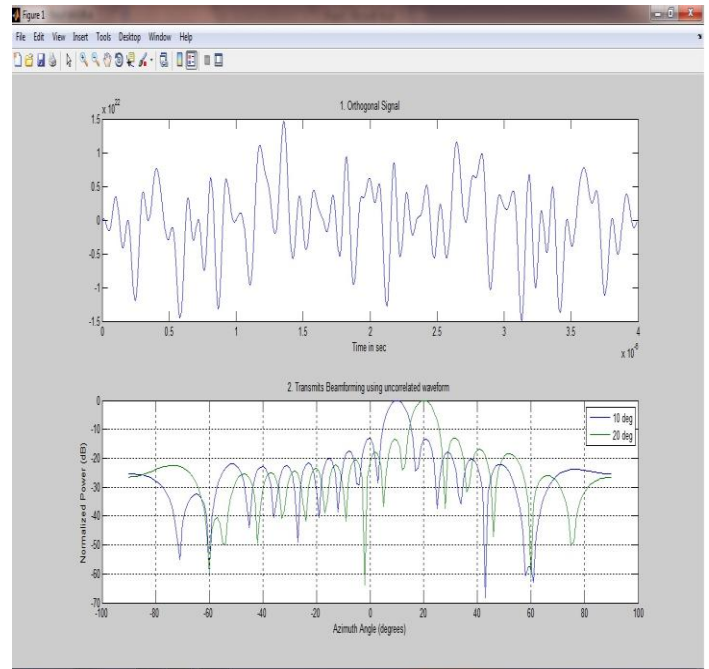 Figure 1
File Edit View Insert Tools Desktop Window Help
x 10^22
1. Orthogonal Signal
1.5
1
0.5
0
-0.5
-1
-1.5
0 0.5 1 1.5 2 2.5 3 3.5 4
Time in sec
x 10^-6
2. Transmits Beamforming using uncorrelated waveform
0
-10
-20
-30
-40
-50
-60
-70
Normalized Power (dB)
10 deg
20 deg
-100 -80 -60 -40 -20 0 20 40 60 80 100
Azimuth Angle (degrees)